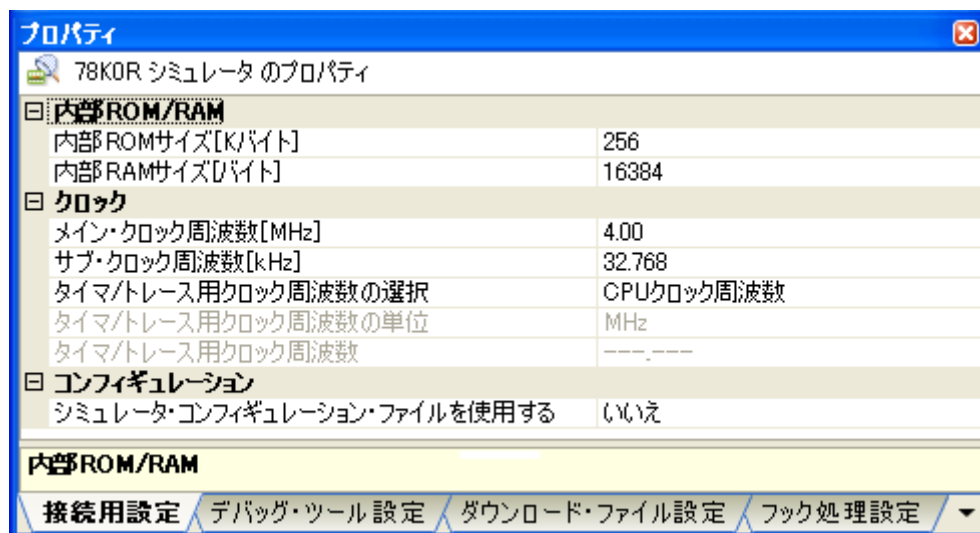 プロパティ
78K0R シミュレータ のプロパティ
内部ROM/RAM
内部ROMサイズ[Kバイト] 256
内部RAMサイズ[バイト] 16384
クロック
メイン・クロック周波数[MHz] 4.00
サブ・クロック周波数[kHz] 32.768
タイマ/トレース用クロック周波数の選択 CPUクロック周波数
タイマ/トレース用クロック周波数の単位 MHz
タイマ/トレース用クロック周波数 ---.---
コンフィギュレーション
シミュレータ・コンフィギュレーション・ファイルを使用する いいえ
内部ROM/RAM
接続用設定 デバッグ・ツール設定 ダウンロード・ファイル設定 フック処理設定